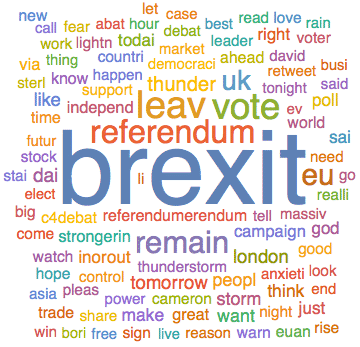 new let case
call fear abat hour best read love rain
work lightn todai debat leader right voter
via thing countri market democraci ahead david busi
sterl know happen thunder uk retweet said
like support tonight poll
time independ leav vote ev world
futur referendum sai
stock brexit need
stai dai li eu go
elect realli
big c4debat referendumerendum tell massiv
come strongerin remain campaign god
watch inorout london good
hope control thunderstorm peopl anxieti look
asia pleas tomorrow think end
trade power cameron storm night just
share make great want
win bori free sign live reason warn euan rise